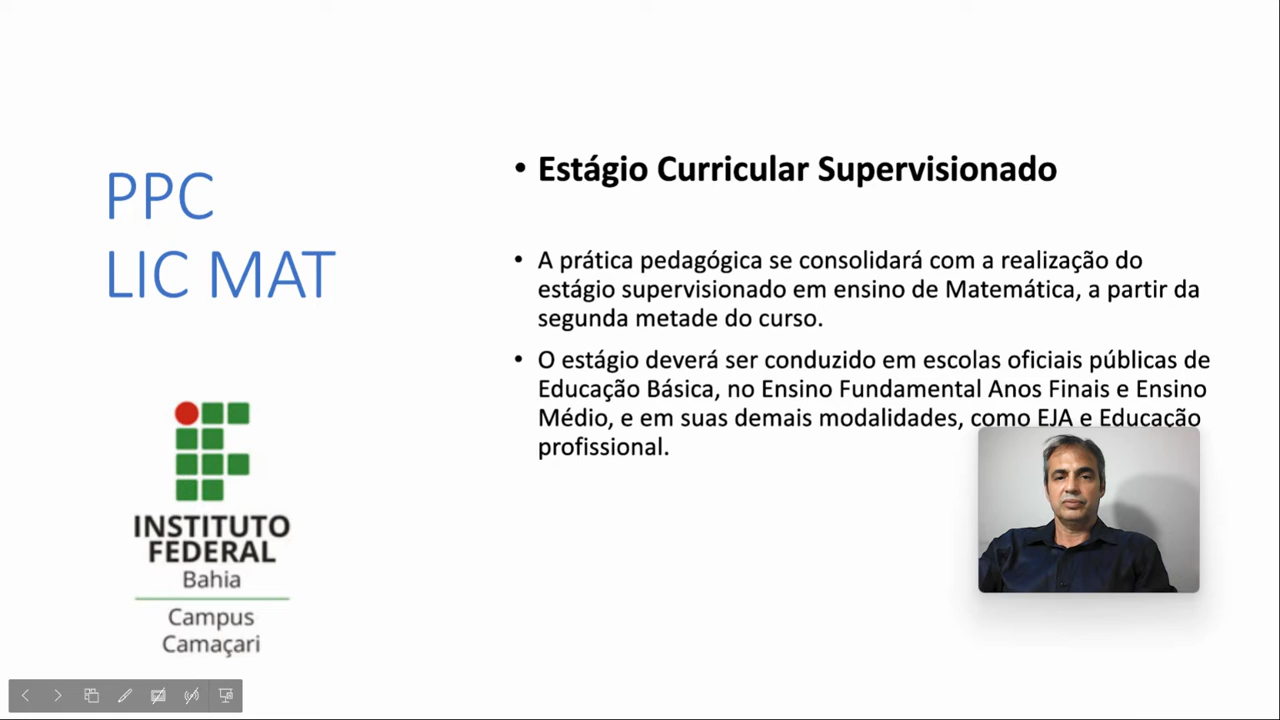 PPC
LIC MAT
• Estágio Curricular Supervisionado
• A prática pedagógica se consolidará com a realização do
estágio supervisionado em ensino de Matemática, a partir da
segunda metade do curso.
• O estágio deverá ser conduzido em escolas oficiais públicas de
Educação Básica, no Ensino Fundamental Anos Finais e Ensino
Médio, e em suas demais modalidades, como EJA e Educação
profissional.
INSTITUTO
FEDERAL
Bahia
Campus
Camaçari